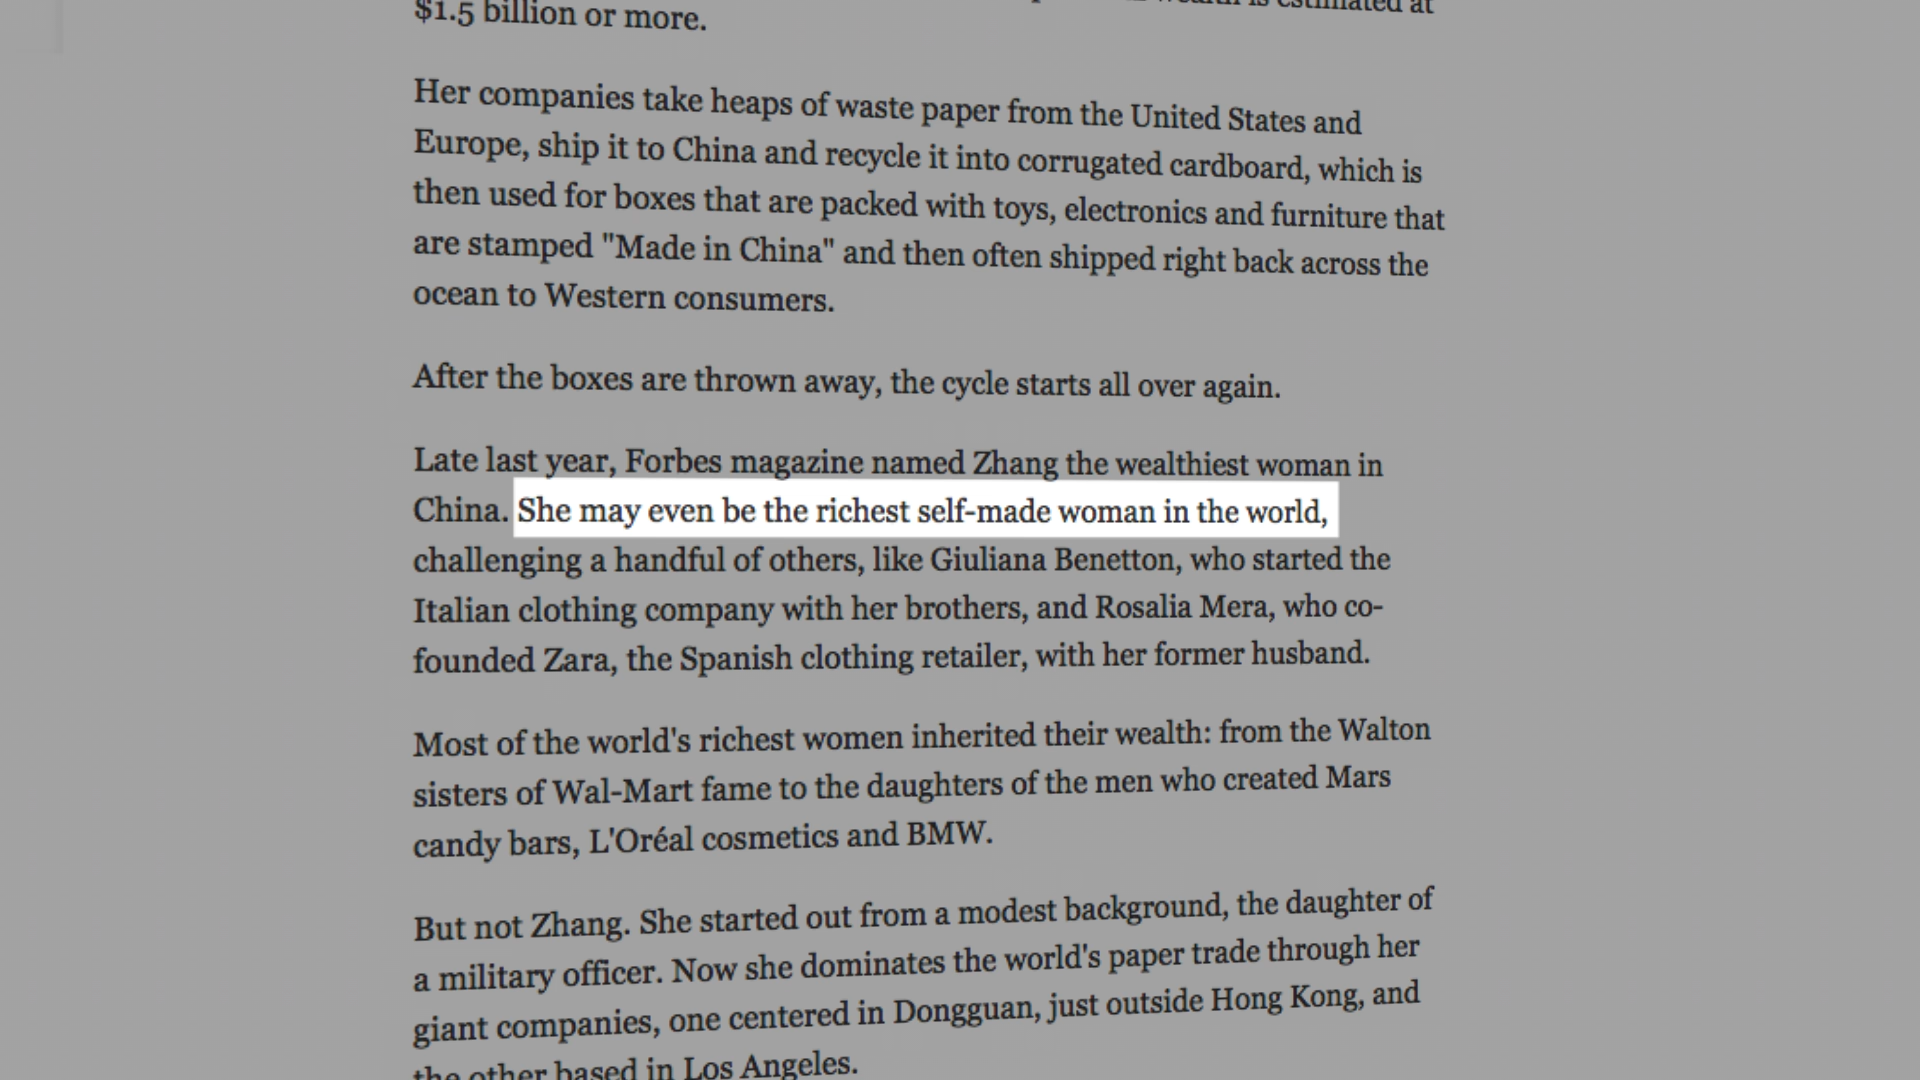 wealth is estimated at
$1.5 billion or more.
Her companies take heaps of waste paper from the United States and
Europe, ship it to China and recycle it into corrugated cardboard, which is
then used for boxes that are packed with toys, electronics and furniture that
are stamped "Made in China" and then often shipped right back across the
ocean to Western consumers.
After the boxes are thrown away, the cycle starts all over again.
Late last year, Forbes magazine named Zhang the wealthiest woman in
China. She may even be the richest self-made woman in the world,
challenging a handful of others, like Giuliana Benetton, who started the
Italian clothing company with her brothers, and Rosalia Mera, who co-
founded Zara, the Spanish clothing retailer, with her former husband.
Most of the world's richest women inherited their wealth: from the Walton
sisters of Wal-Mart fame to the daughters of the men who created Mars
candy bars, L'Oréal cosmetics and BMW.
But not Zhang. She started out from a modest background, the daughter of
a military officer. Now she dominates the world's paper trade through her
giant companies, one centered in Dongguan, just outside Hong Kong, and
the other based in Los Angeles.